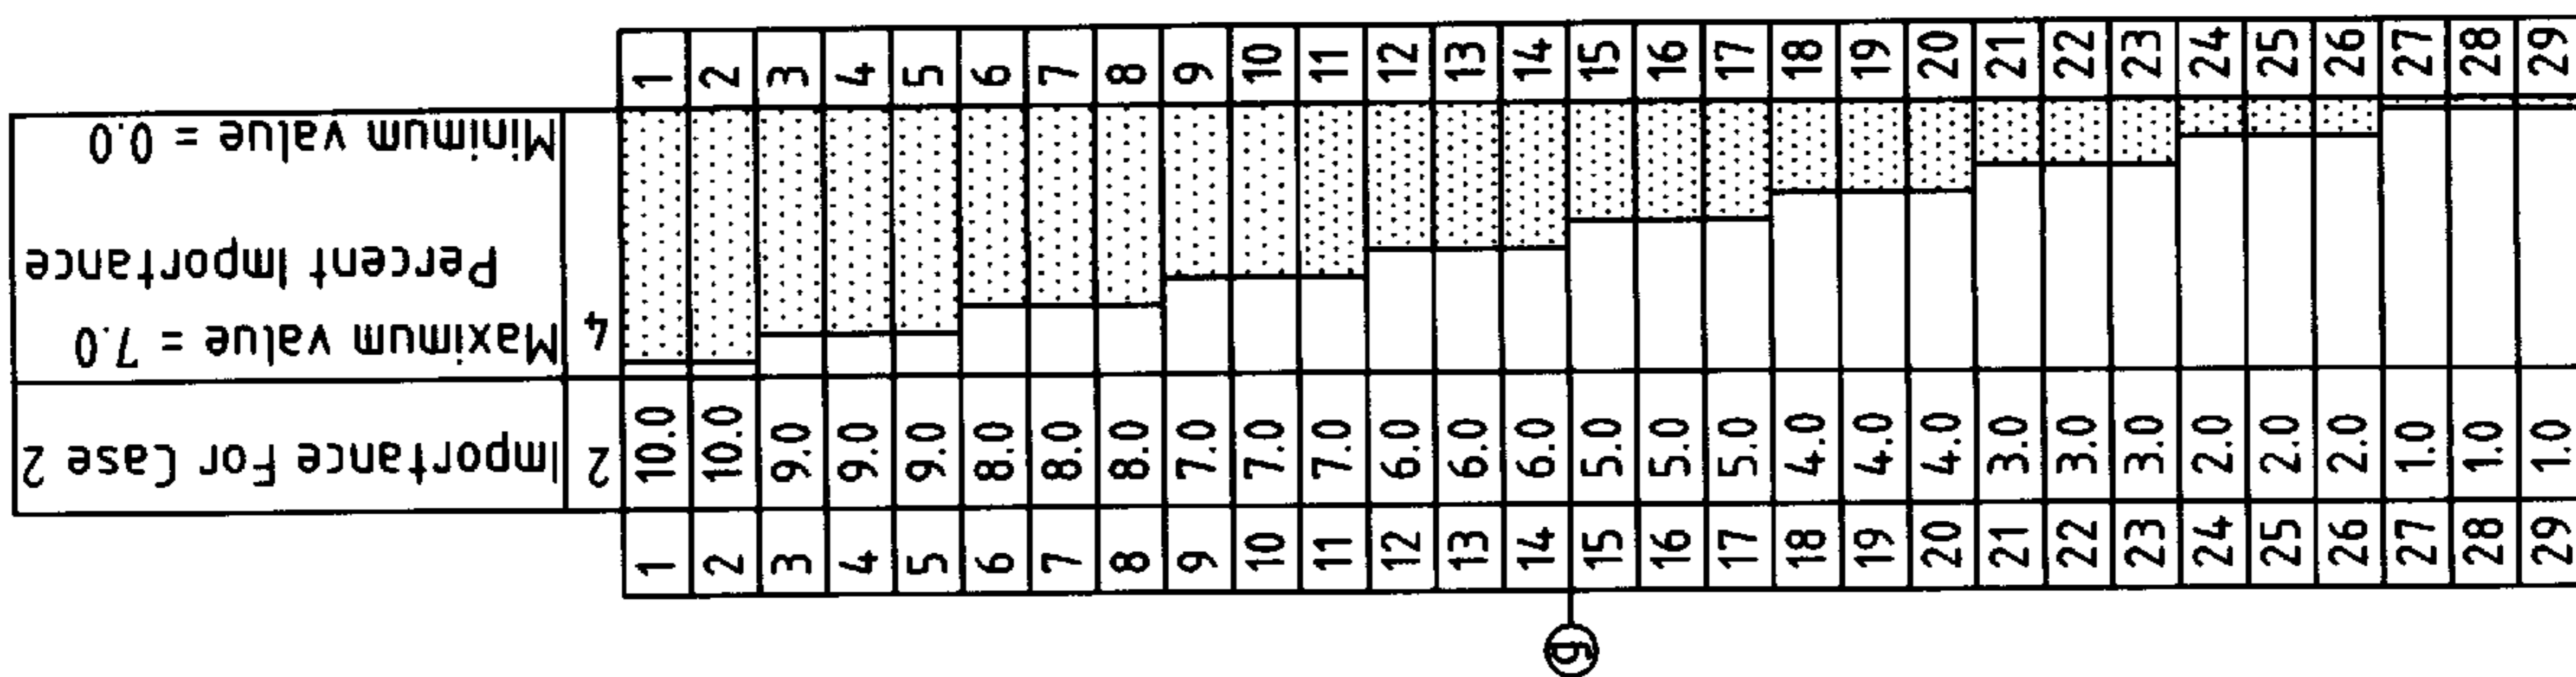 Importance For Case 2
Maximum value = 7.0
Percent Importance
Minimum value = 0.0
2 4
1 10.0 1
2 10.0 2
3 9.0 3
4 9.0 4
5 9.0 5
6 8.0 6
7 8.0 7
8 8.0 8
9 7.0 9
10 7.0 10
11 7.0 11
12 6.0 12
13 6.0 13
14 6.0 14
15 5.0 15
16 5.0 16
17 5.0 17
18 4.0 18
19 4.0 19
20 4.0 20
21 3.0 21
22 3.0 22
23 3.0 23
24 2.0 24
25 2.0 25
26 2.0 26
27 1.0 27
28 1.0 28
29 1.0 29